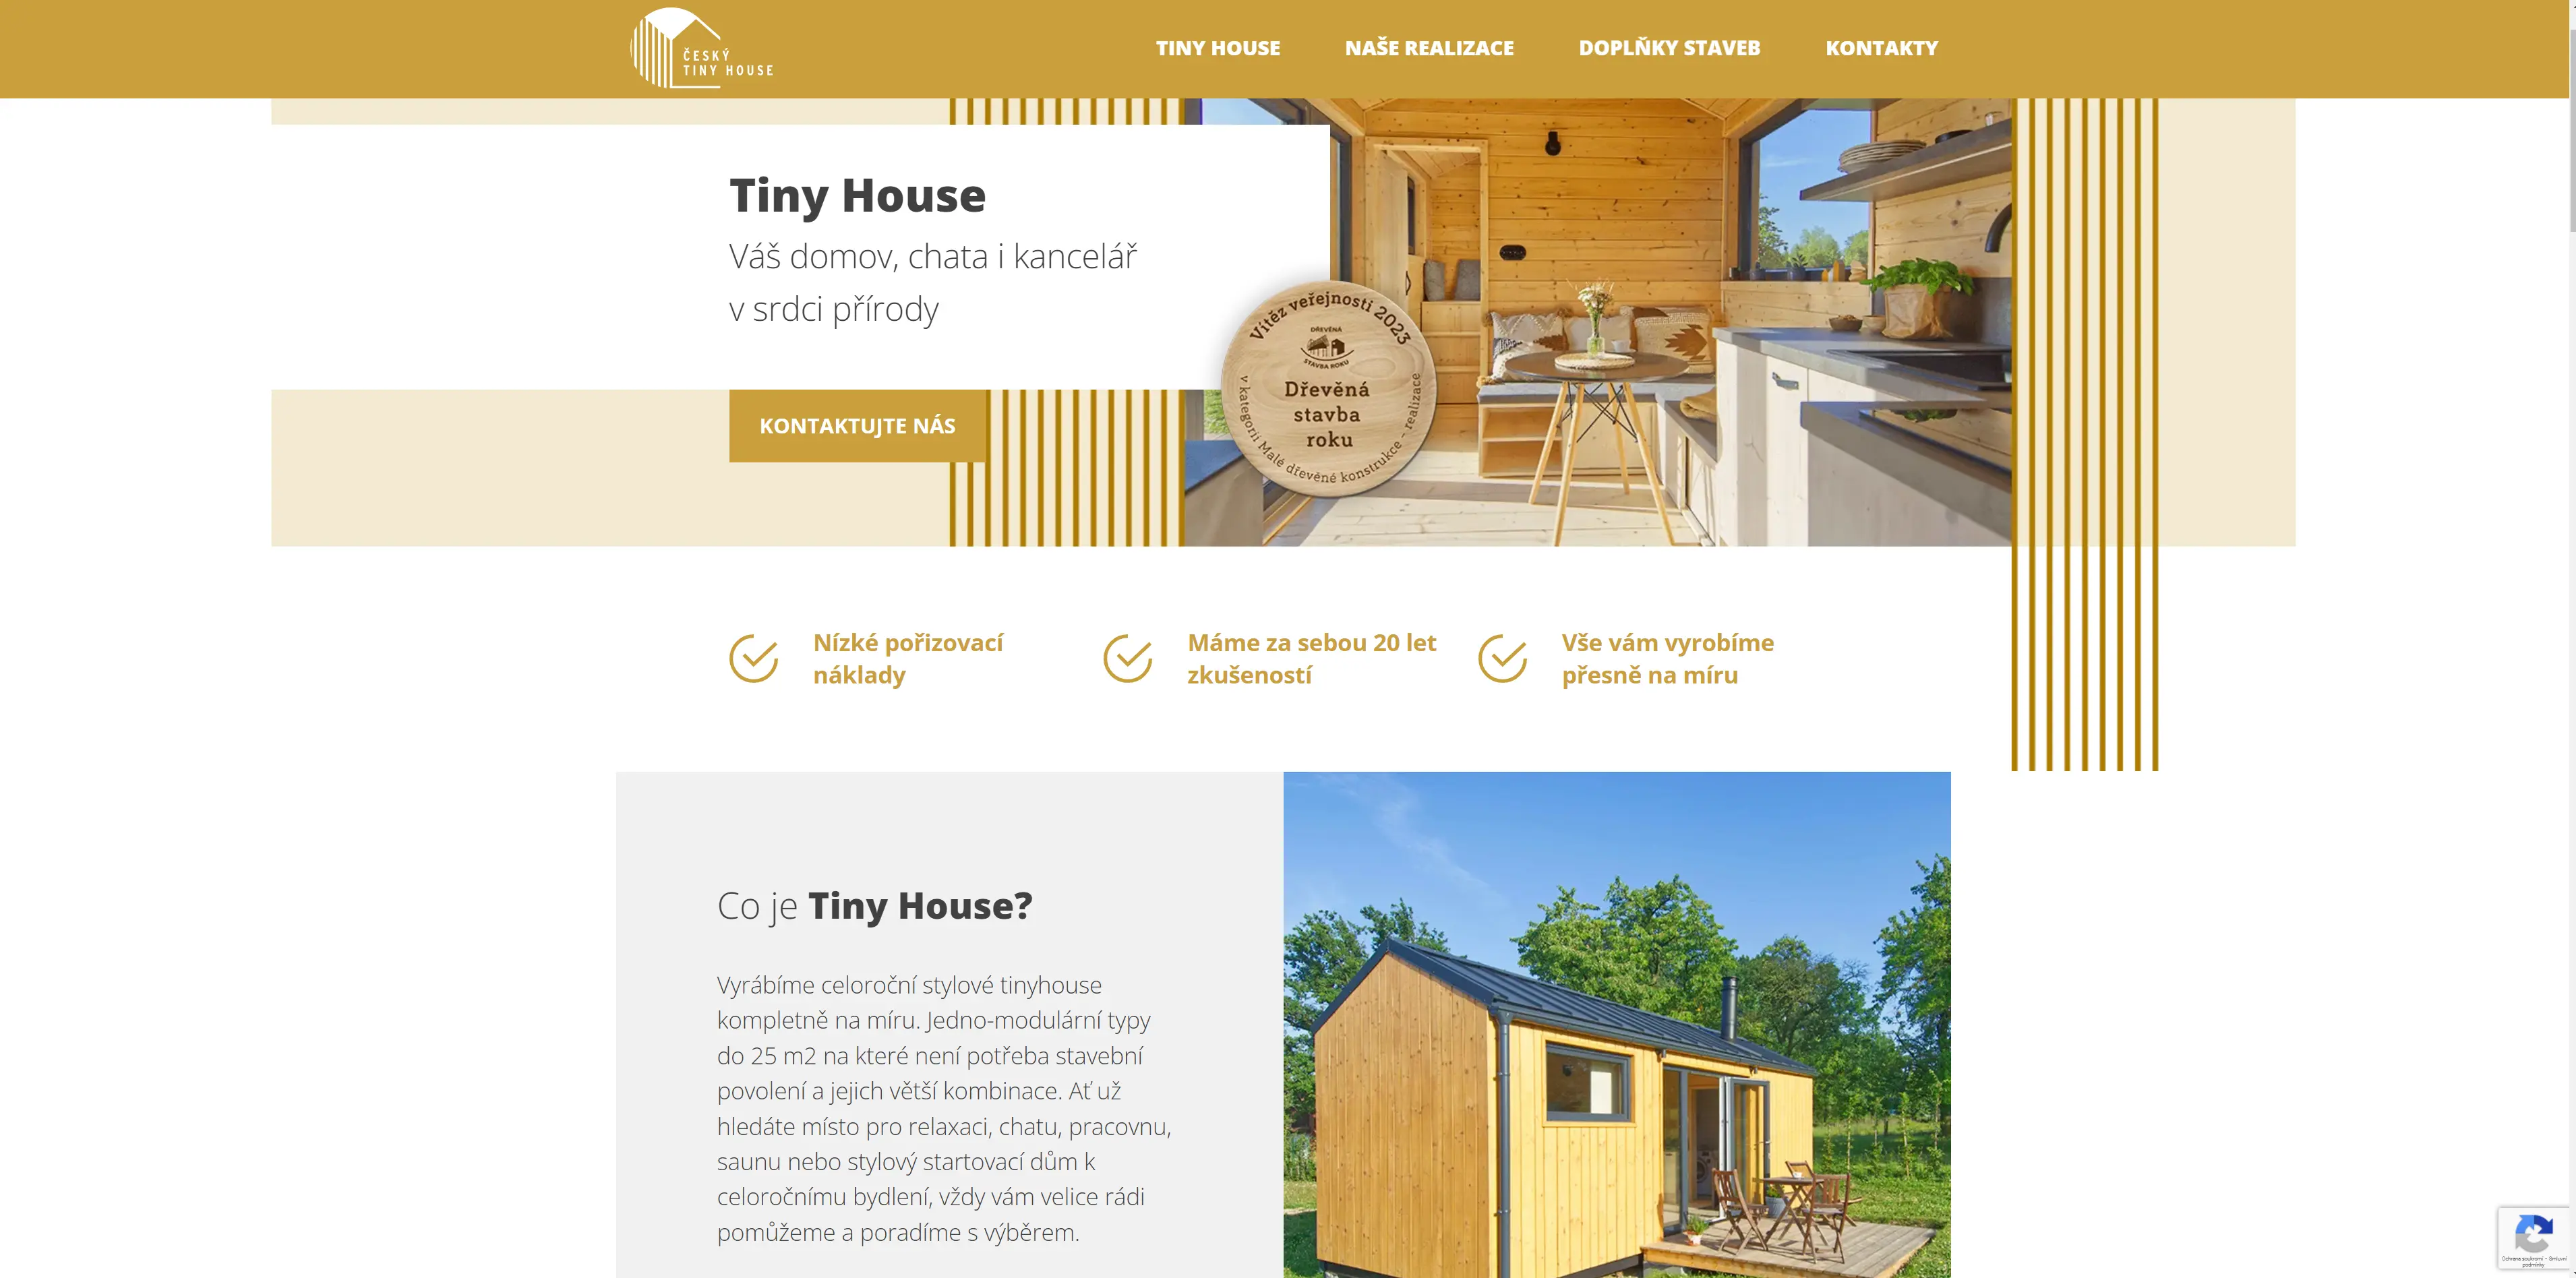 ČESKÝ
TINY HOUSE
TINY HOUSE
NAŠE REALIZACE
DOPLŇKY STAVEB
KONTAKTY
Tiny House
Váš domov, chata i kancelář
v srdci přírody
KONTAKTUJTE NÁS
Vítěz veřejnosti 2023
DŘEVĚNÁ
STAVBA ROKU
Dřevěná
stavba
roku
v kategorii Malé dřevěné konstrukce - realizace
Nízké pořizovací
náklady
Máme za sebou 20 let
zkušeností
Vše vám vyrobíme
přesně na míru
Co je Tiny House?
Vyrábíme celoroční stylové tinyhouse
kompletně na míru. Jedno-modulární typy
do 25 m2 na které není potřeba stavební
povolení a jejich větší kombinace. Ať už
hledáte místo pro relaxaci, chatu, pracovnu,
saunu nebo stylový startovací dům k
celoročnímu bydlení, vždy vám velice rádi
pomůžeme a poradíme s výběrem.
Ochrana soukromí - Smluvní
podmínky